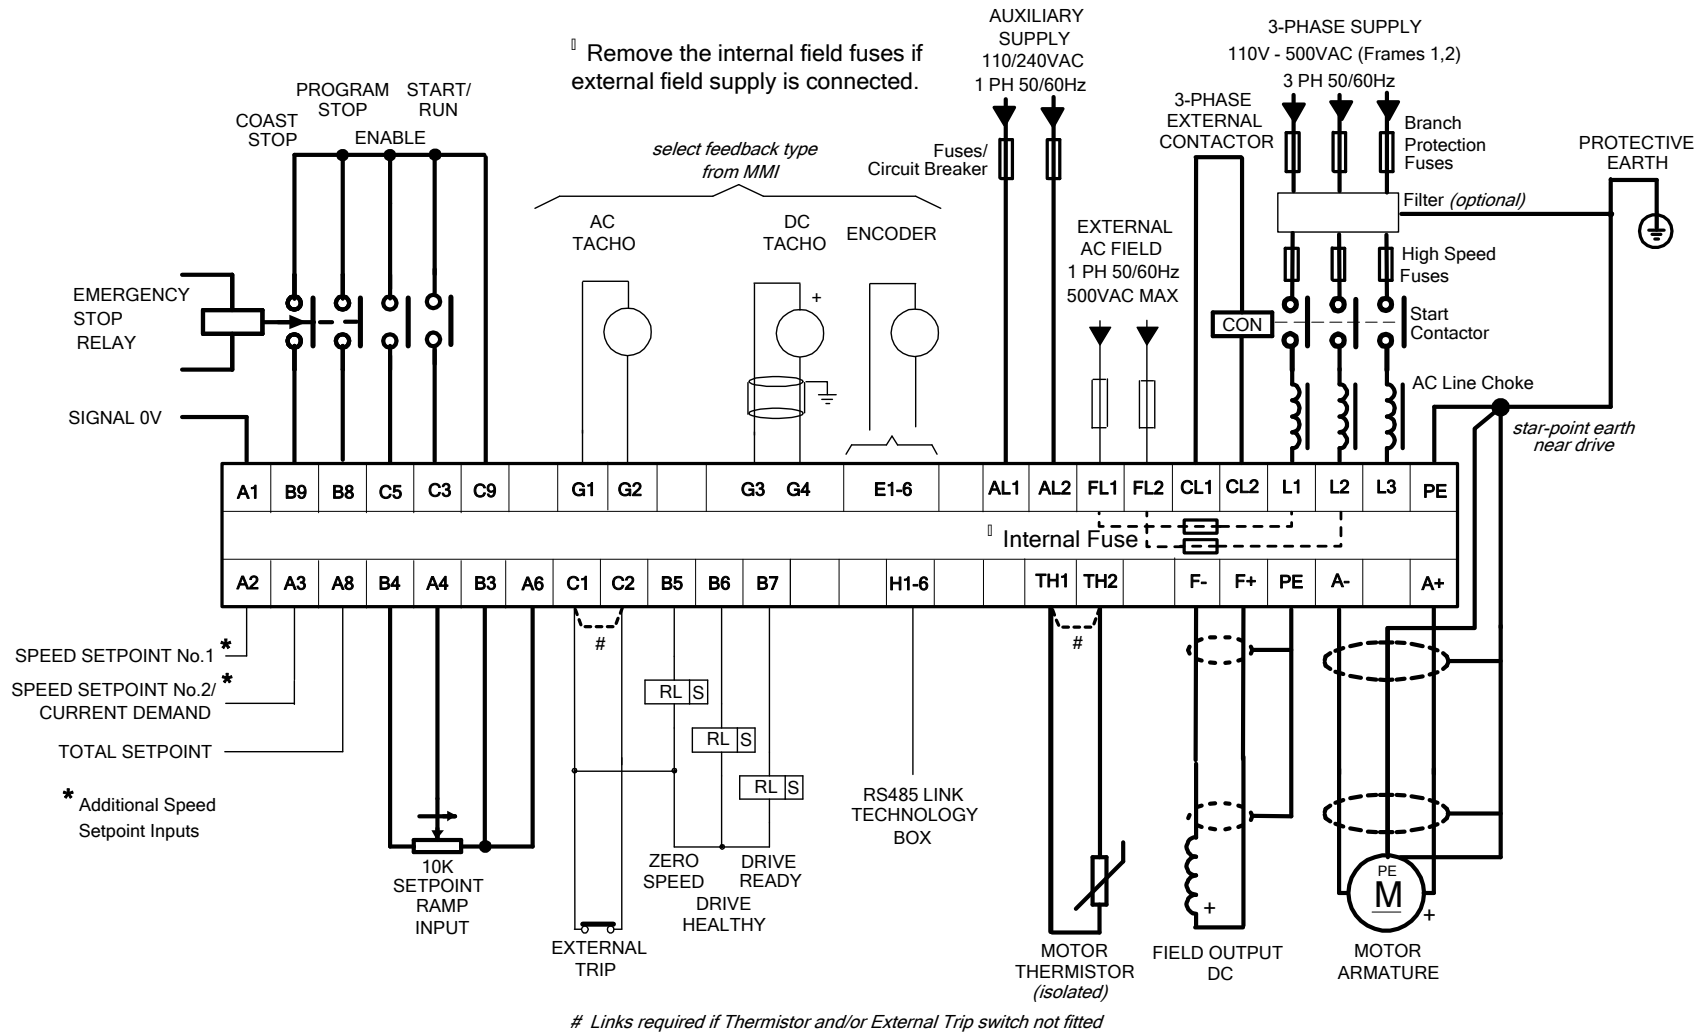 ▯ Remove the internal field fuses if
external field supply is connected.
AUXILIARY
SUPPLY
110/240VAC
1 PH 50/60Hz
3-PHASE SUPPLY
110V - 500VAC (Frames 1,2)
3 PH 50/60Hz
COAST
STOP
PROGRAM
STOP
ENABLE
START/
RUN
select feedback type
from MMI
Fuses/
Circuit Breaker
3-PHASE
EXTERNAL
CONTACTOR
Branch
Protection
Fuses
PROTECTIVE
EARTH
Filter (optional)
AC
TACHO
DC
TACHO
ENCODER
EXTERNAL
AC FIELD
1 PH 50/60Hz
500VAC MAX
High Speed
Fuses
EMERGENCY
STOP
RELAY
+
CON
Start
Contactor
AC Line Choke
SIGNAL 0V
star-point earth
near drive
A1 B9 B8 C5 C3 C9 G1 G2 G3 G4 E1-6 AL1 AL2 FL1 FL2 CL1 CL2 L1 L2 L3 PE
▯ Internal Fuse
A2 A3 A8 B4 A4 B3 A6 C1 C2 B5 B6 B7 H1-6 TH1 TH2 F- F+ PE A- A+
# #
SPEED SETPOINT No.1 *
SPEED SETPOINT No.2/ *
CURRENT DEMAND
TOTAL SETPOINT
* Additional Speed
Setpoint Inputs
RL S
RL S
RL S
10K
SETPOINT
RAMP
INPUT
EXTERNAL
TRIP
ZERO
SPEED
DRIVE
HEALTHY
DRIVE
READY
RS485 LINK
TECHNOLOGY
BOX
MOTOR
THERMISTOR
(isolated)
+
FIELD OUTPUT
DC
PE
M
+
MOTOR
ARMATURE
# Links required if Thermistor and/or External Trip switch not fitted